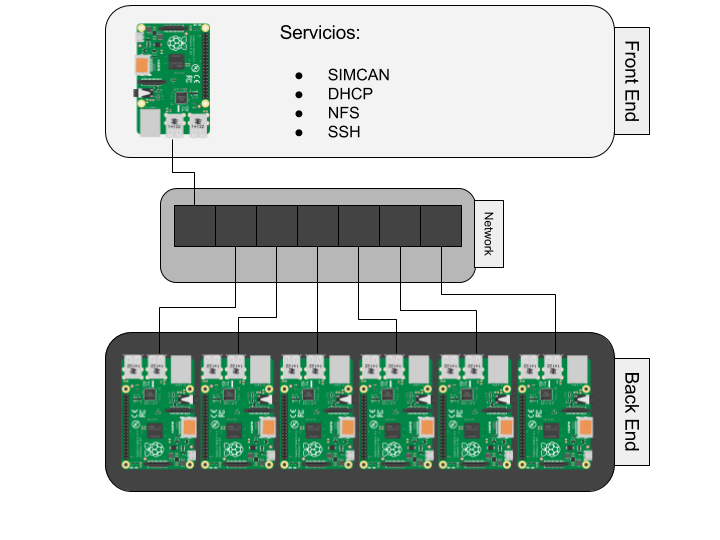 Servicios:
● SIMCAN
● DHCP
● NFS
● SSH
Front End
Network
Back End